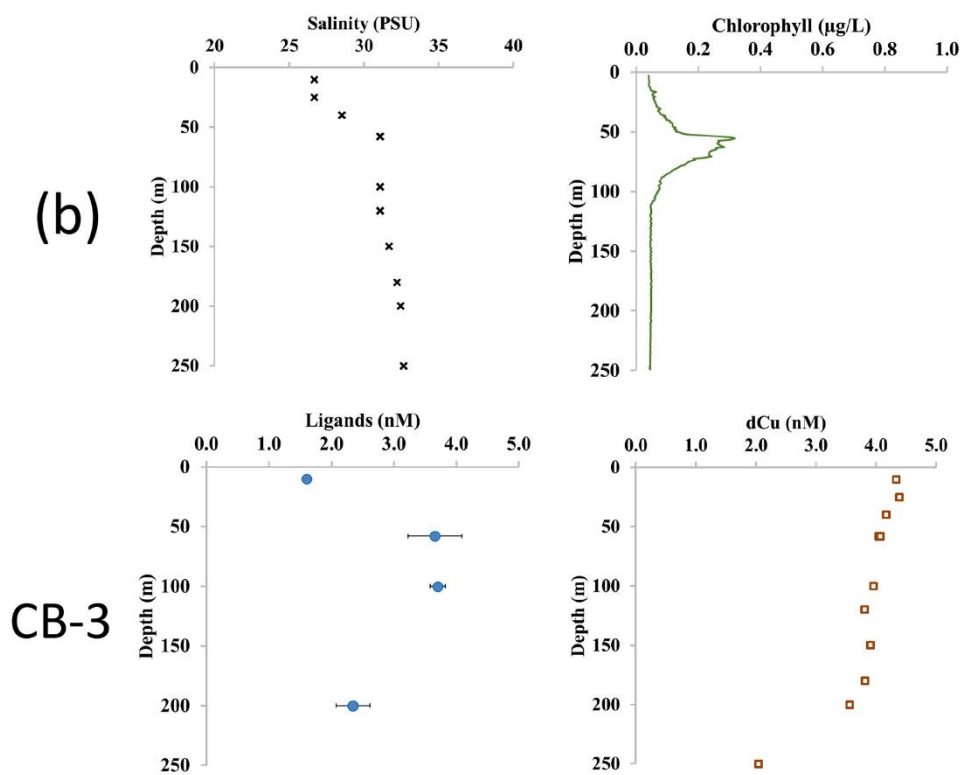 Salinity (PSU)
20 25 30 35 40
0
50
100
150
200
250
Depth (m)
Chlorophyll (µg/L)
0.0 0.2 0.4 0.6 0.8 1.0
0
50
100
150
200
250
Depth (m)
(b)
Ligands (nM)
0.0 1.0 2.0 3.0 4.0 5.0
0
50
100
150
200
250
Depth (m)
dCu (nM)
0.0 1.0 2.0 3.0 4.0 5.0
0
50
100
150
200
250
Depth (m)
CB-3